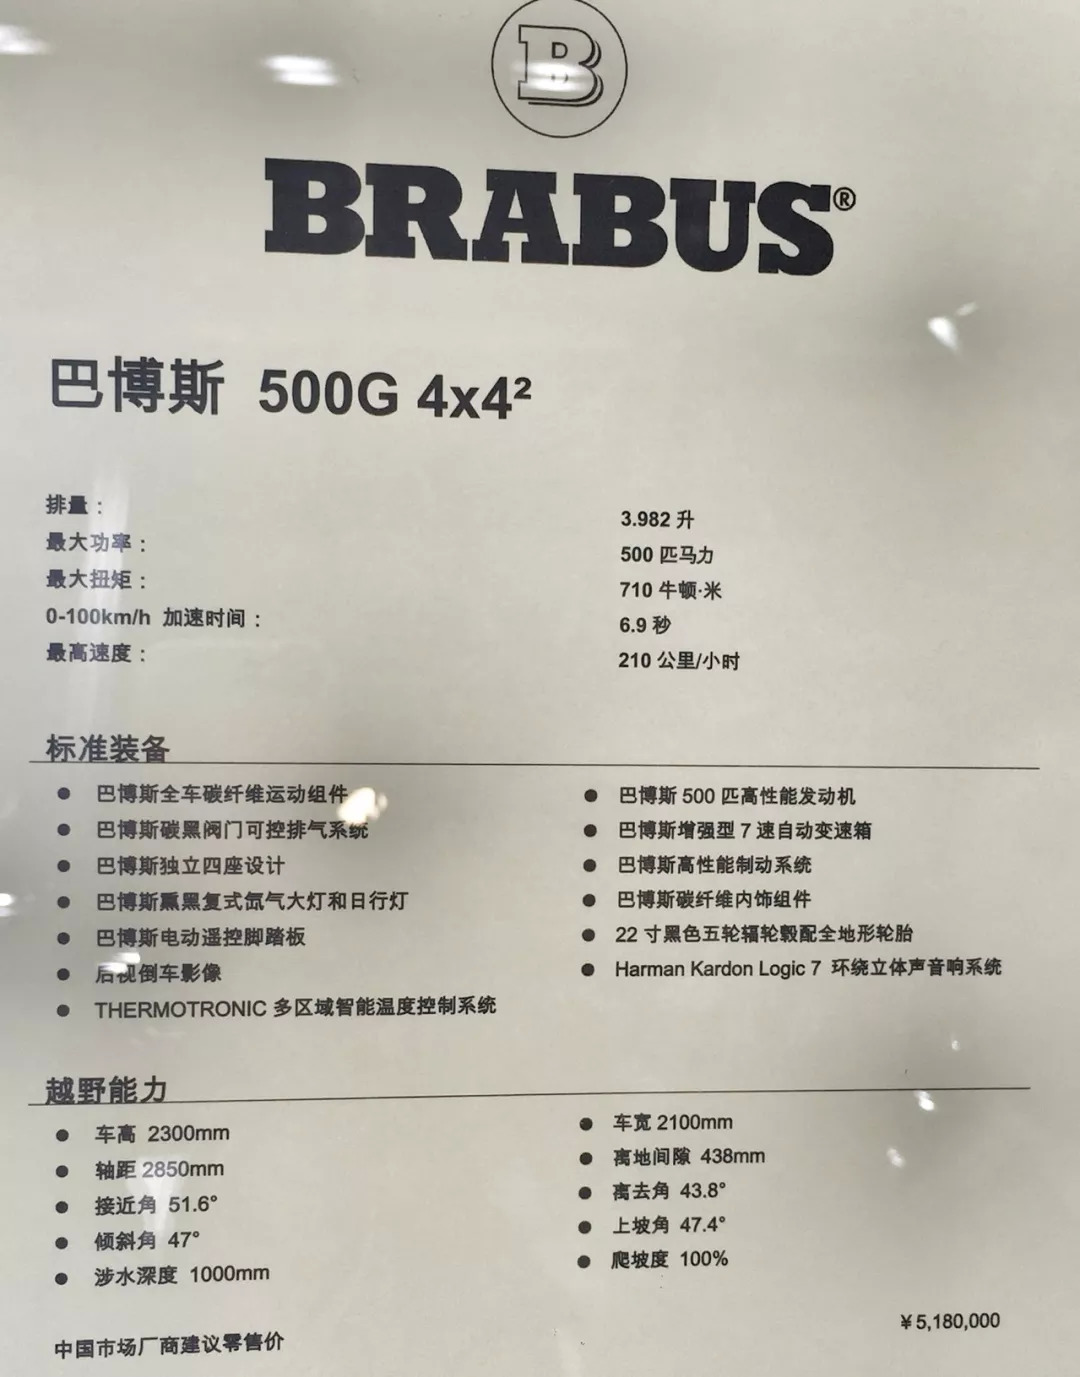 B
BRABUS®
巴博斯 500G 4x4²
排量：
3.982 升
最大功率：
500 匹马力
最大扭矩：
710 牛顿·米
0-100km/h 加速时间：
6.9 秒
最高速度：
210 公里/小时
标准装备
● 巴博斯全车碳纤维运动组件
● 巴博斯碳黑阀门可控排气系统
● 巴博斯独立四座设计
● 巴博斯熏黑复式氙气大灯和日行灯
● 巴博斯电动遥控脚踏板
● 后视倒车影像
● THERMOTRONIC 多区域智能温度控制系统
● 巴博斯 500 匹高性能发动机
● 巴博斯增强型 7 速自动变速箱
● 巴博斯高性能制动系统
● 巴博斯碳纤维内饰组件
● 22 寸黑色五轮辐轮毂配全地形轮胎
● Harman Kardon Logic 7 环绕立体声音响系统
越野能力
● 车高 2300mm
● 轴距 2850mm
● 接近角 51.6°
● 倾斜角 47°
● 涉水深度 1000mm
● 车宽 2100mm
● 离地间隙 438mm
● 离去角 43.8°
● 上坡角 47.4°
● 爬坡度 100%
中国市场厂商建议零售价
¥5,180,000